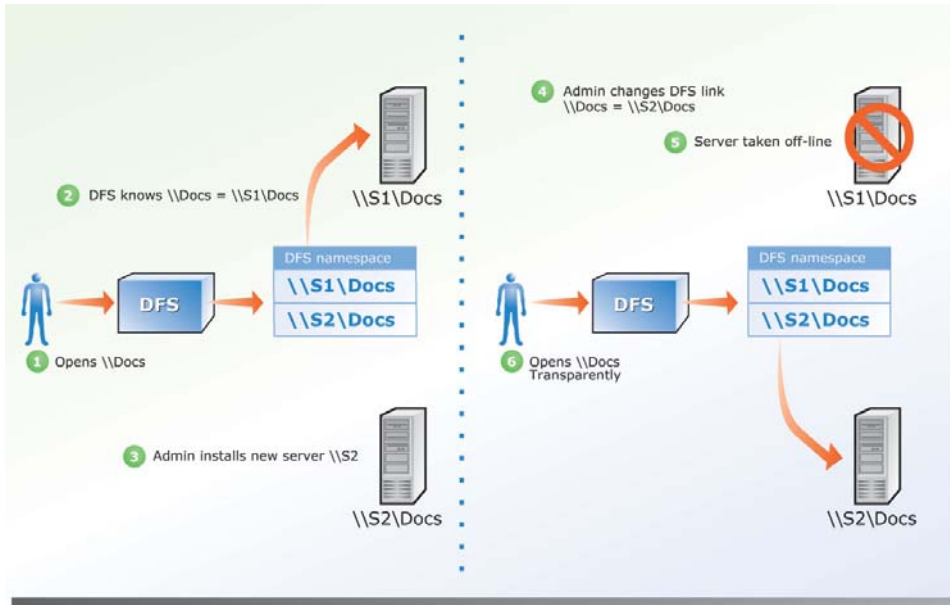 \\S1\Docs
2 DFS knows \\Docs = \\S1\Docs
DFS namespace
\\S1\Docs
\\S2\Docs
DFS
1 Opens \\Docs
3 Admin installs new server \\S2
\\S2\Docs
4 Admin changes DFS link
\\Docs = \\S2\Docs
5 Server taken off-line
\\S1\Docs
DFS namespace
\\S1\Docs
\\S2\Docs
DFS
6 Opens \\Docs
Transparently
\\S2\Docs